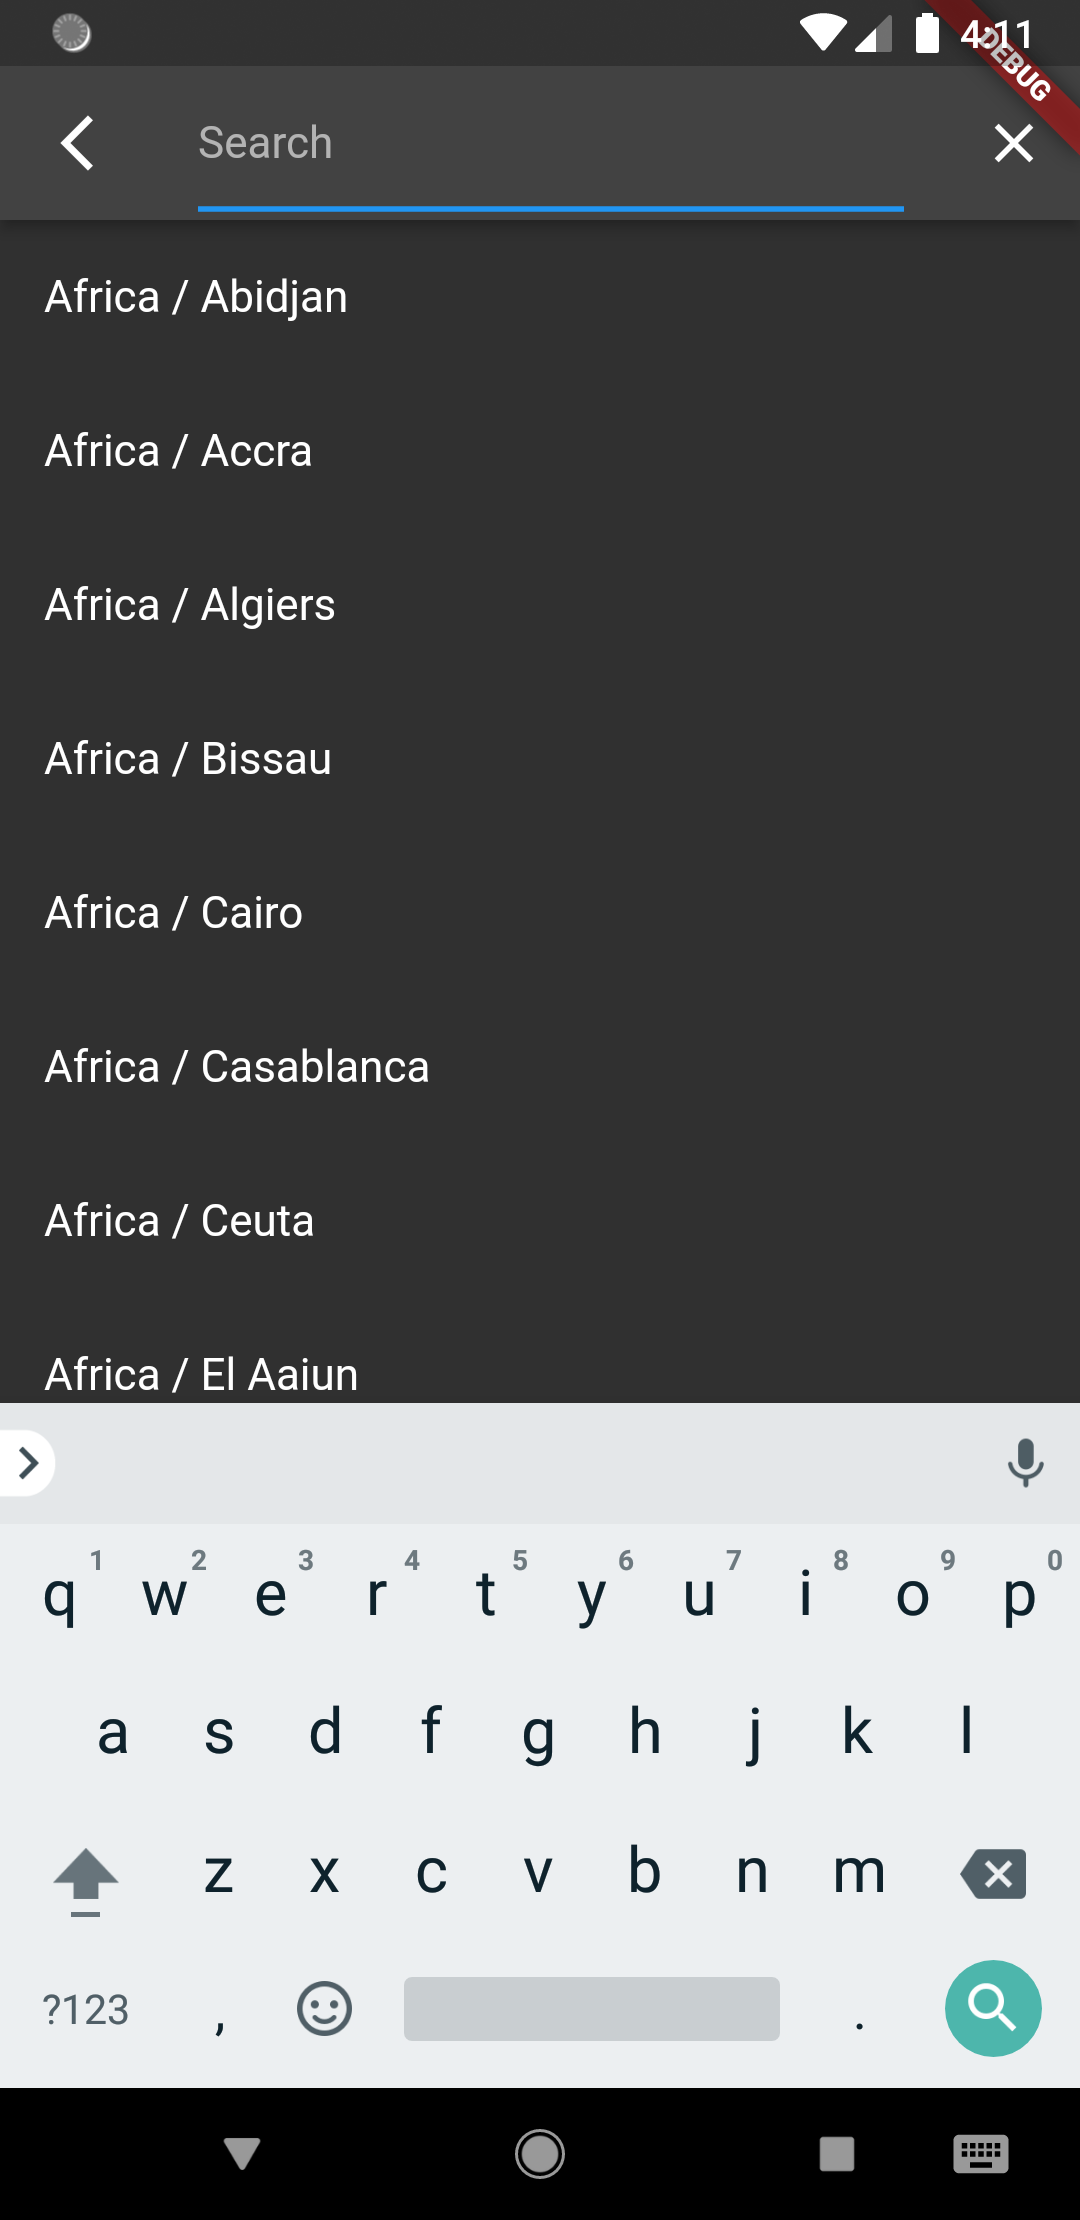 4:11
DEBUG
Search
Africa / Abidjan
Africa / Accra
Africa / Algiers
Africa / Bissau
Africa / Cairo
Africa / Casablanca
Africa / Ceuta
Africa / El Aaiun
1 2 3 4 5 6 7 8 9 0
q w e r t y u i o p
a s d f g h j k l
z x c v b n m
?123 , .